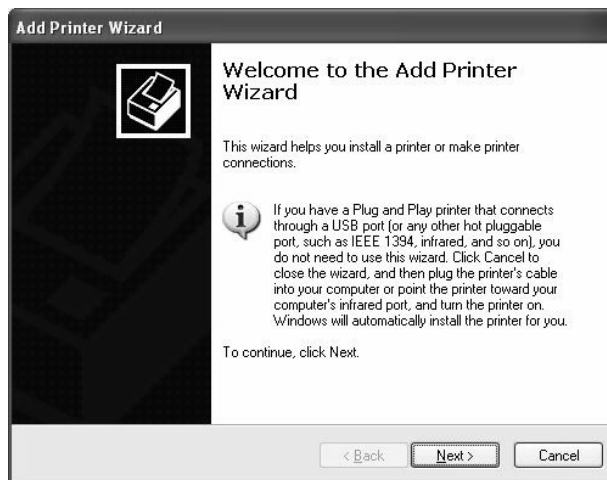 Add Printer Wizard
Welcome to the Add Printer
Wizard
This wizard helps you install a printer or make printer
connections.
If you have a Plug and Play printer that connects
through a USB port (or any other hot pluggable
port, such as IEEE 1394, infrared, and so on), you
do not need to use this wizard. Click Cancel to
close the wizard, and then plug the printer's cable
into your computer or point the printer toward your
computer's infrared port, and turn the printer on.
Windows will automatically install the printer for you.
To continue, click Next.
< Back Next > Cancel